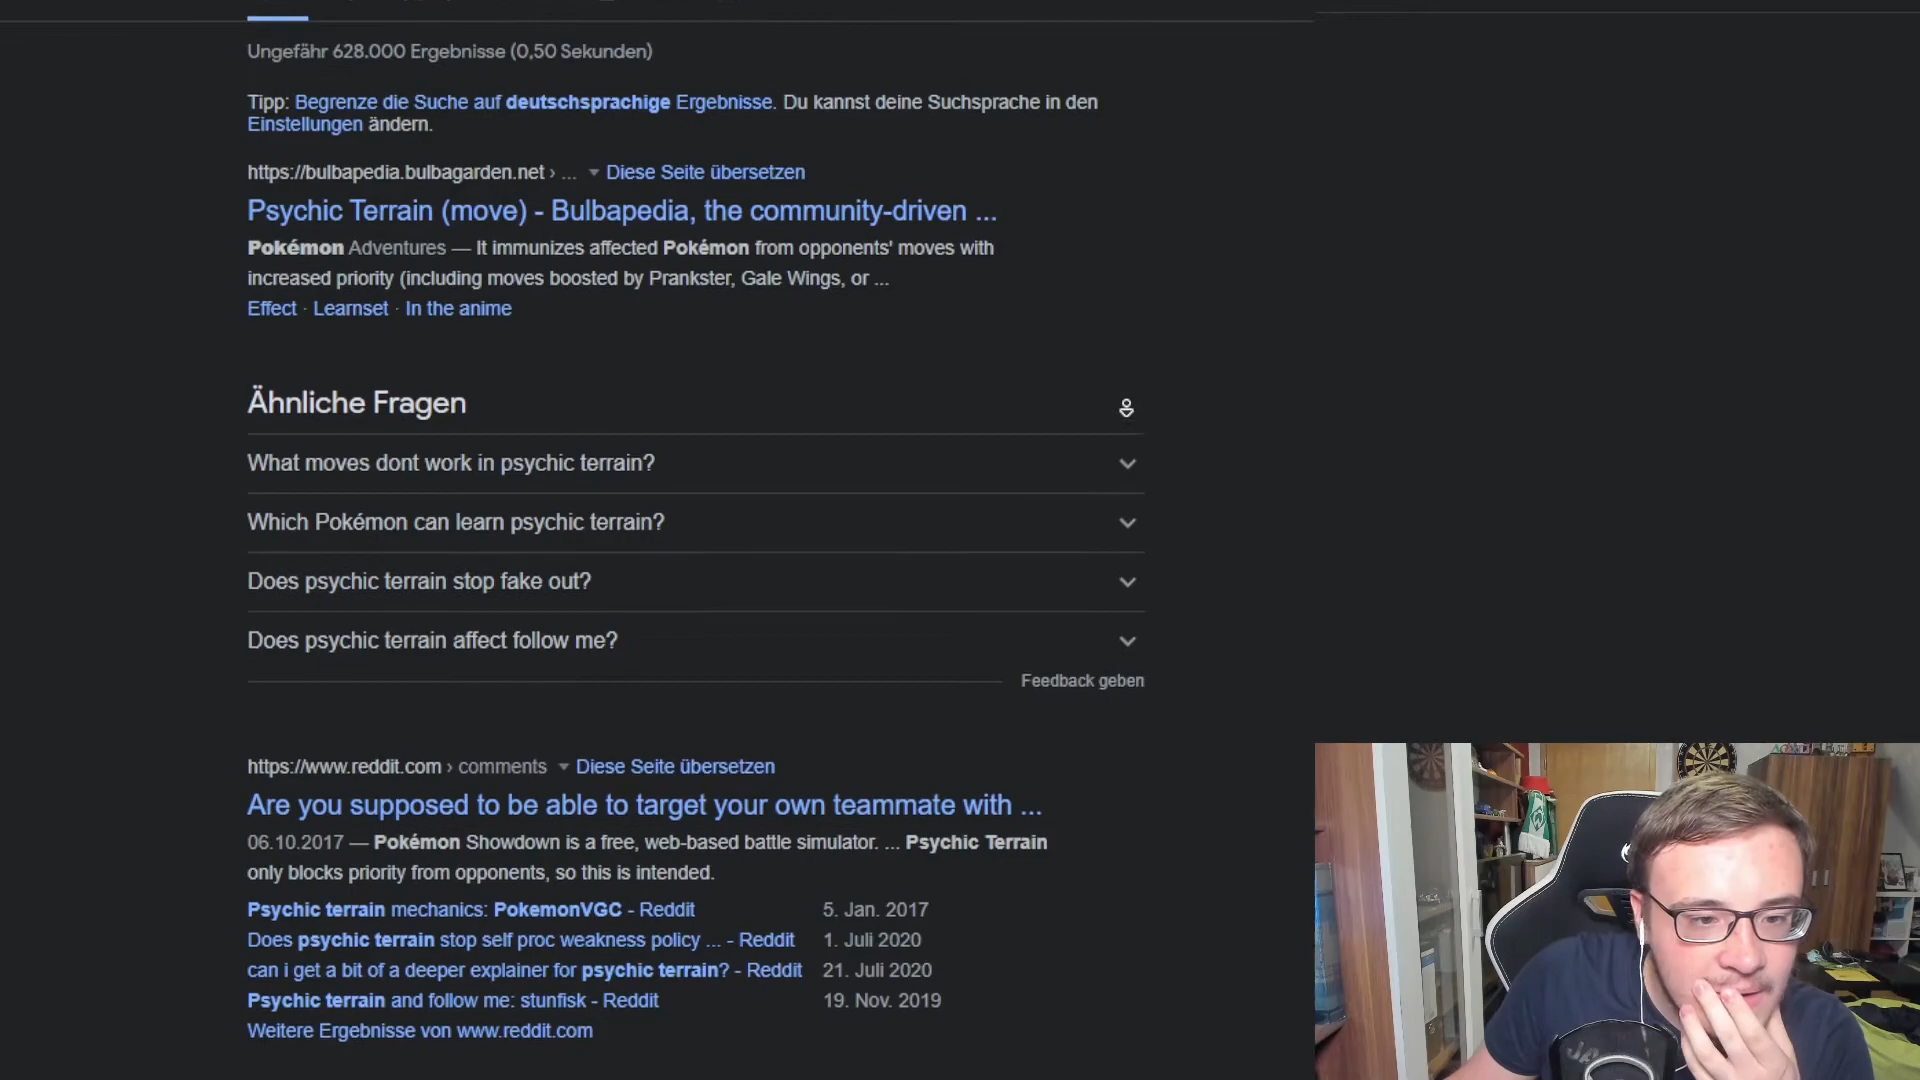 Ungefähr 628.000 Ergebnisse (0,50 Sekunden)
Tipp: Begrenze die Suche auf deutschsprachige Ergebnisse. Du kannst deine Suchsprache in den
Einstellungen ändern.
https://bulbapedia.bulbagarden.net › ... Diese Seite übersetzen
Psychic Terrain (move) - Bulbapedia, the community-driven ...
Pokémon Adventures — It immunizes affected Pokémon from opponents' moves with
increased priority (including moves boosted by Prankster, Gale Wings, or ...
Effect · Learnset · In the anime
Ähnliche Fragen
What moves dont work in psychic terrain?
Which Pokémon can learn psychic terrain?
Does psychic terrain stop fake out?
Does psychic terrain affect follow me?
Feedback geben
https://www.reddit.com › comments Diese Seite übersetzen
Are you supposed to be able to target your own teammate with ...
06.10.2017 — Pokémon Showdown is a free, web-based battle simulator. ... Psychic Terrain
only blocks priority from opponents, so this is intended.
Psychic terrain mechanics: PokemonVGC - Reddit 5. Jan. 2017
Does psychic terrain stop self proc weakness policy ... - Reddit 1. Juli 2020
can i get a bit of a deeper explainer for psychic terrain? - Reddit 21. Juli 2020
Psychic terrain and follow me: stunfisk - Reddit 19. Nov. 2019
Weitere Ergebnisse von www.reddit.com